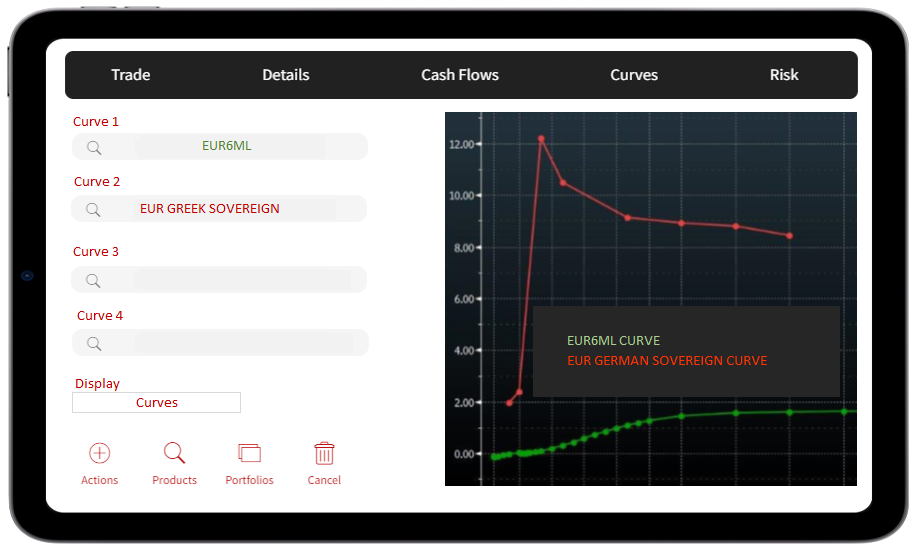 Trade Details Cash Flows Curves Risk
Curve 1
EUR6ML
Curve 2
EUR GREEK SOVEREIGN
Curve 3
Curve 4
Display
Curves
Actions Products Portfolios Cancel
12.00
10.00
8.00
6.00
4.00
2.00
0.00
EUR6ML CURVE
EUR GERMAN SOVEREIGN CURVE